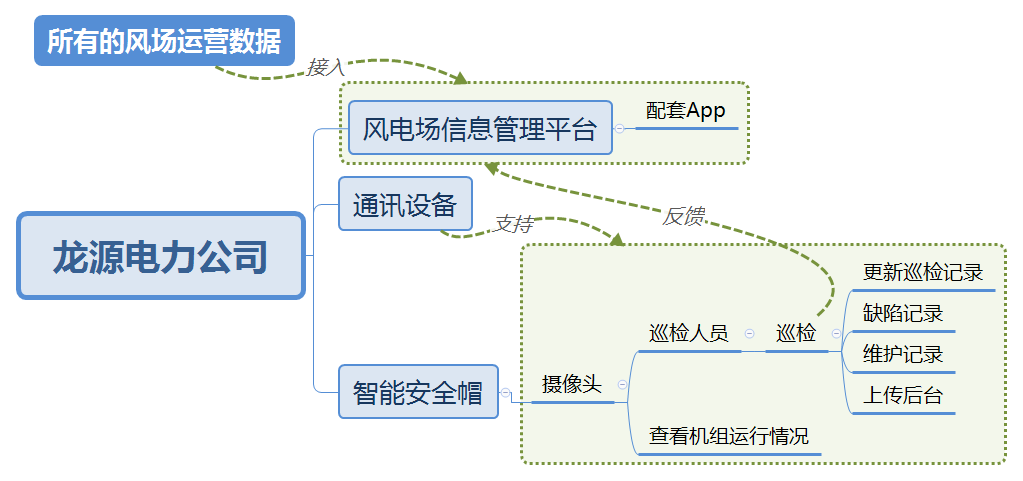 所有的风场运营数据
接入
风电场信息管理平台
配套App
通讯设备
支持
反馈
龙源电力公司
智能安全帽
摄像头
巡检人员
巡检
更新巡检记录
缺陷记录
维护记录
上传后台
查看机组运行情况